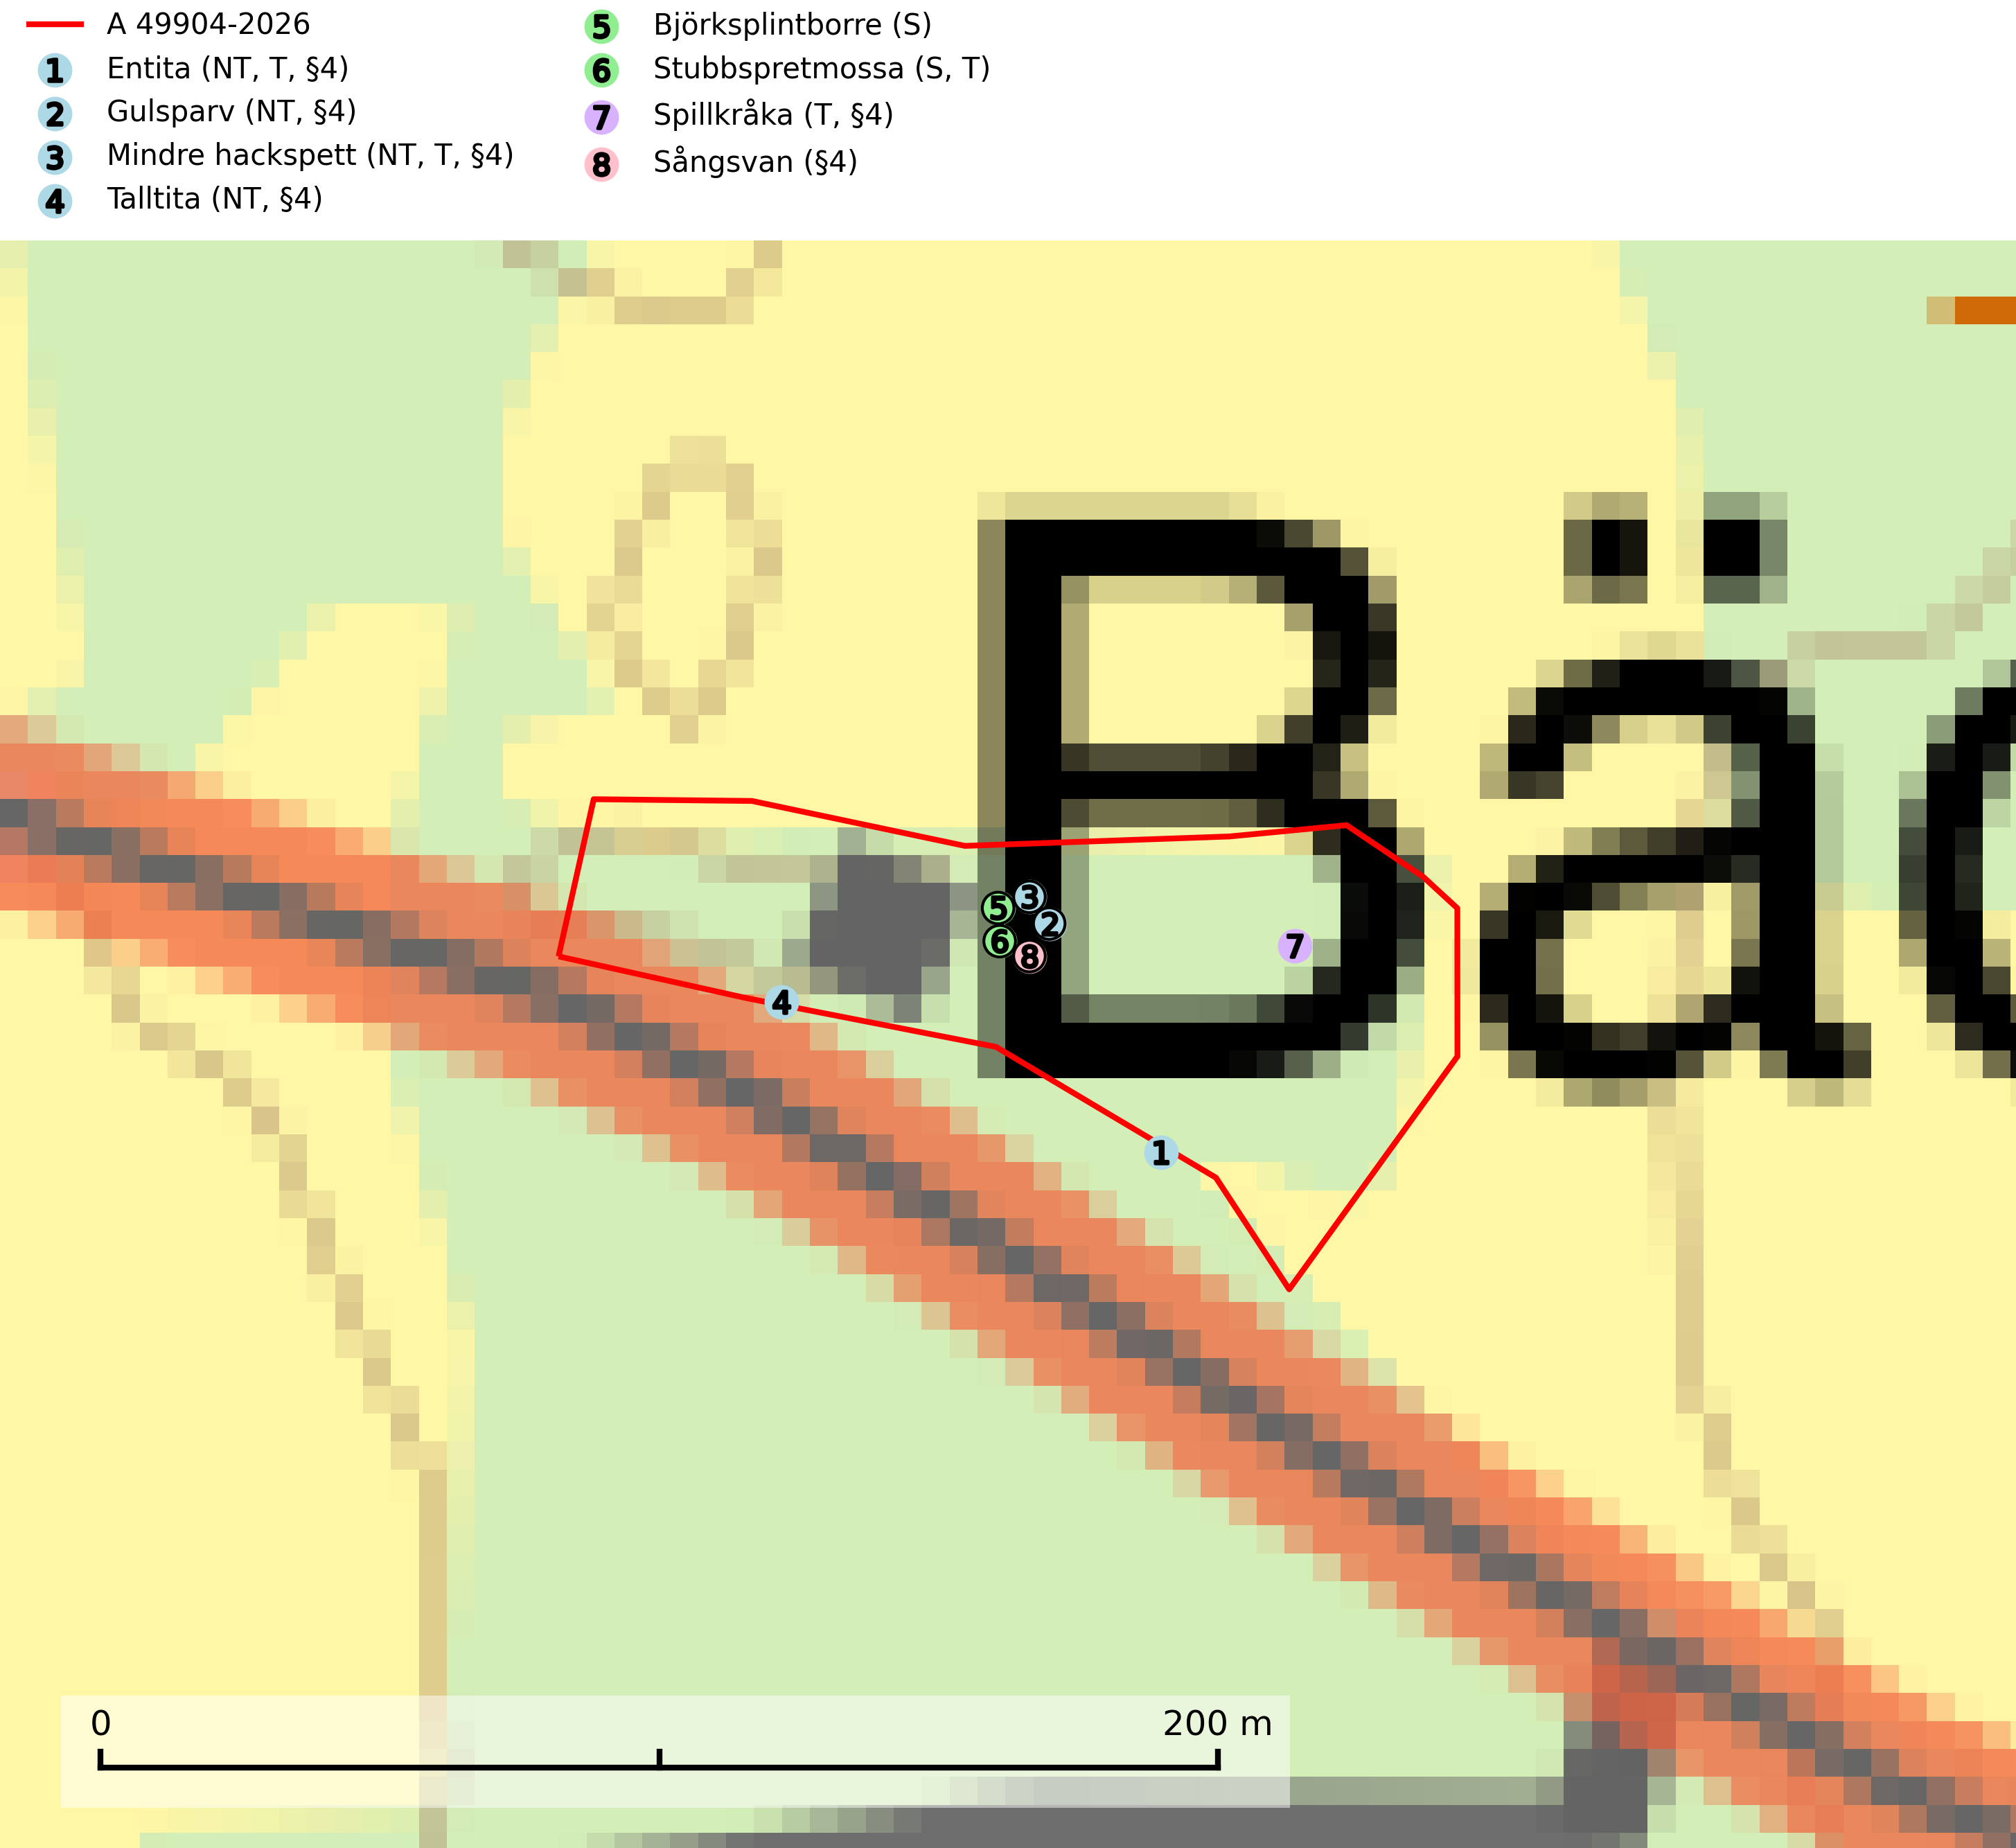 A 49904-2026
1 Entita (NT, T, §4)
2 Gulsparv (NT, §4)
3 Mindre hackspett (NT, T, §4)
4 Talltita (NT, §4)
5 Björksplintborre (S)
6 Stubbspretmossa (S, T)
7 Spillkråka (T, §4)
8 Sångsvan (§4)
Bä
5 3 2 6 8 7
4
1
0 200 m